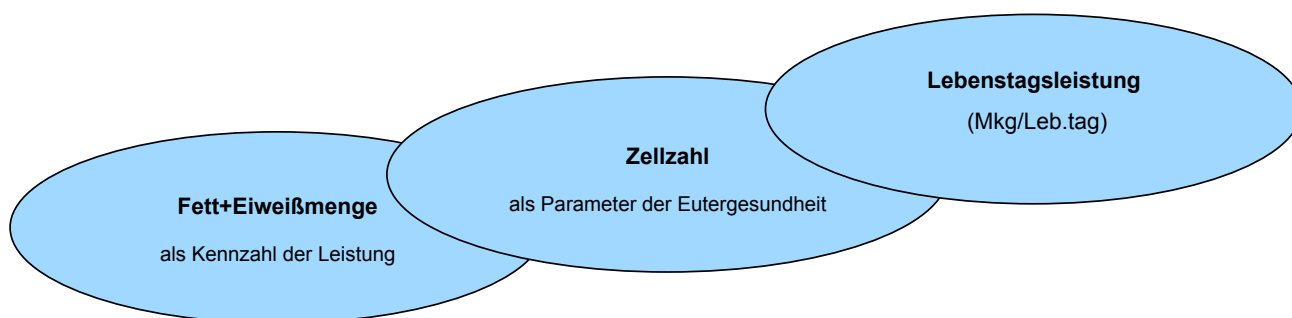 Fett+Eiweißmenge
als Kennzahl der Leistung
Zellzahl
als Parameter der Eutergesundheit
Lebenstagsleistung
(Mkg/Leb.tag)